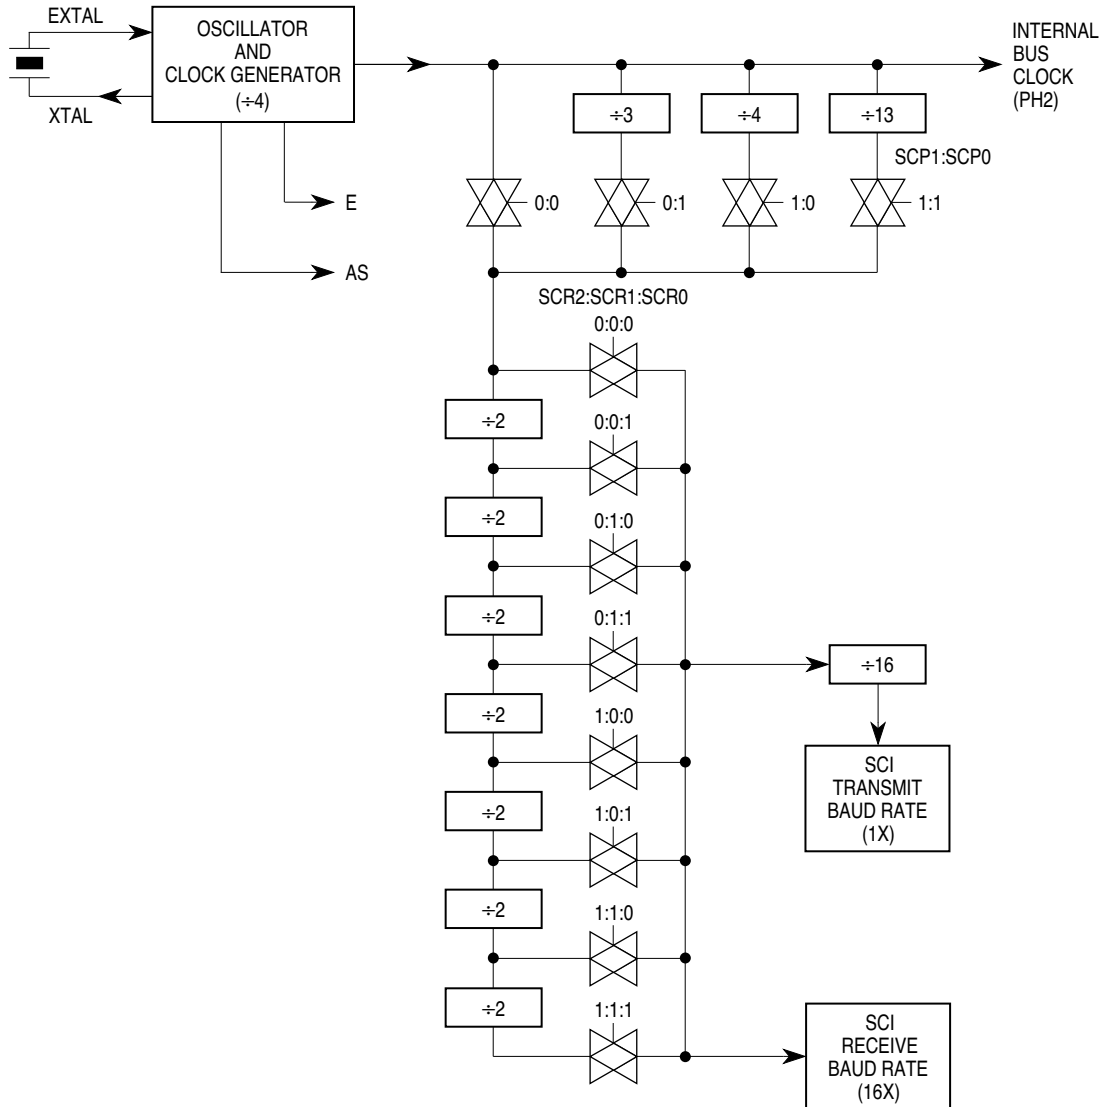 EXTAL
XTAL
OSCILLATOR
AND
CLOCK GENERATOR
(÷4)
INTERNAL
BUS
CLOCK
(PH2)
÷3
÷4
÷13
SCP1:SCP0
0:0
0:1
1:0
1:1
E
AS
SCR2:SCR1:SCR0
0:0:0
÷2
0:0:1
÷2
0:1:0
÷2
0:1:1
÷16
÷2
1:0:0
SCI
TRANSMIT
BAUD RATE
(1X)
÷2
1:0:1
÷2
1:1:0
÷2
1:1:1
SCI
RECEIVE
BAUD RATE
(16X)